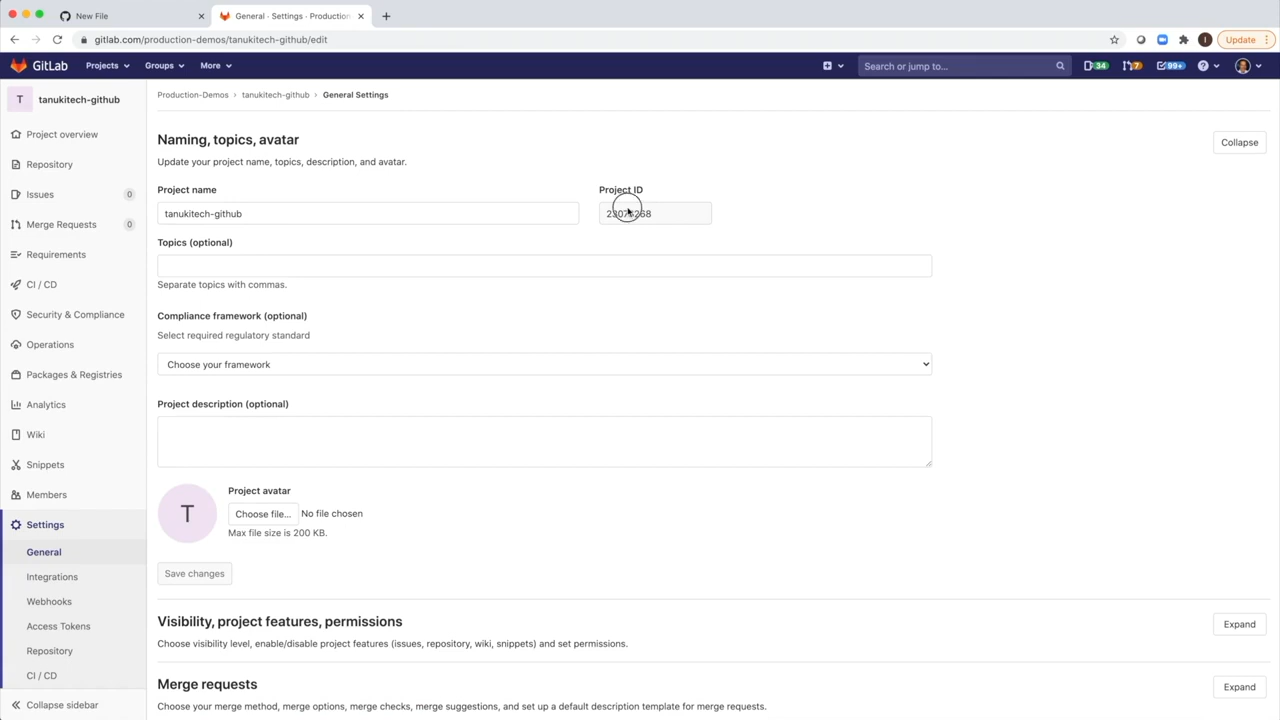 New File
General · Settings · Production
gitlab.com/production-demos/tanukitech-github/edit
Update
GitLab
Projects
Groups
More
Search or jump to...
34
7
99+
T
tanukitech-github
Project overview
Repository
Issues
0
Merge Requests
0
Requirements
CI / CD
Security & Compliance
Operations
Packages & Registries
Analytics
Wiki
Snippets
Members
Settings
General
Integrations
Webhooks
Access Tokens
Repository
CI / CD
Collapse sidebar
Production-Demos › tanukitech-github › General Settings
Naming, topics, avatar
Collapse
Update your project name, topics, description, and avatar.
Project name
Project ID
tanukitech-github
Topics (optional)
Separate topics with commas.
Compliance framework (optional)
Select required regulatory standard
Choose your framework
Project description (optional)
T
Project avatar
Choose file...
No file chosen
Max file size is 200 KB.
Save changes
Visibility, project features, permissions
Expand
Choose visibility level, enable/disable project features (issues, repository, wiki, snippets) and set permissions.
Merge requests
Expand
Choose your merge method, merge options, merge checks, merge suggestions, and set up a default description template for merge requests.